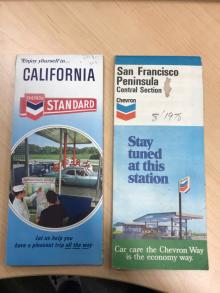 Enjoy yourself in...
CALIFORNIA
CHEVRON
STANDARD
Let us help you
have a pleasant trip all the way
San Francisco
Peninsula
Central Section
Chevron
Stay
tuned
at this
station
Car care the Chevron Way
is the economy way.